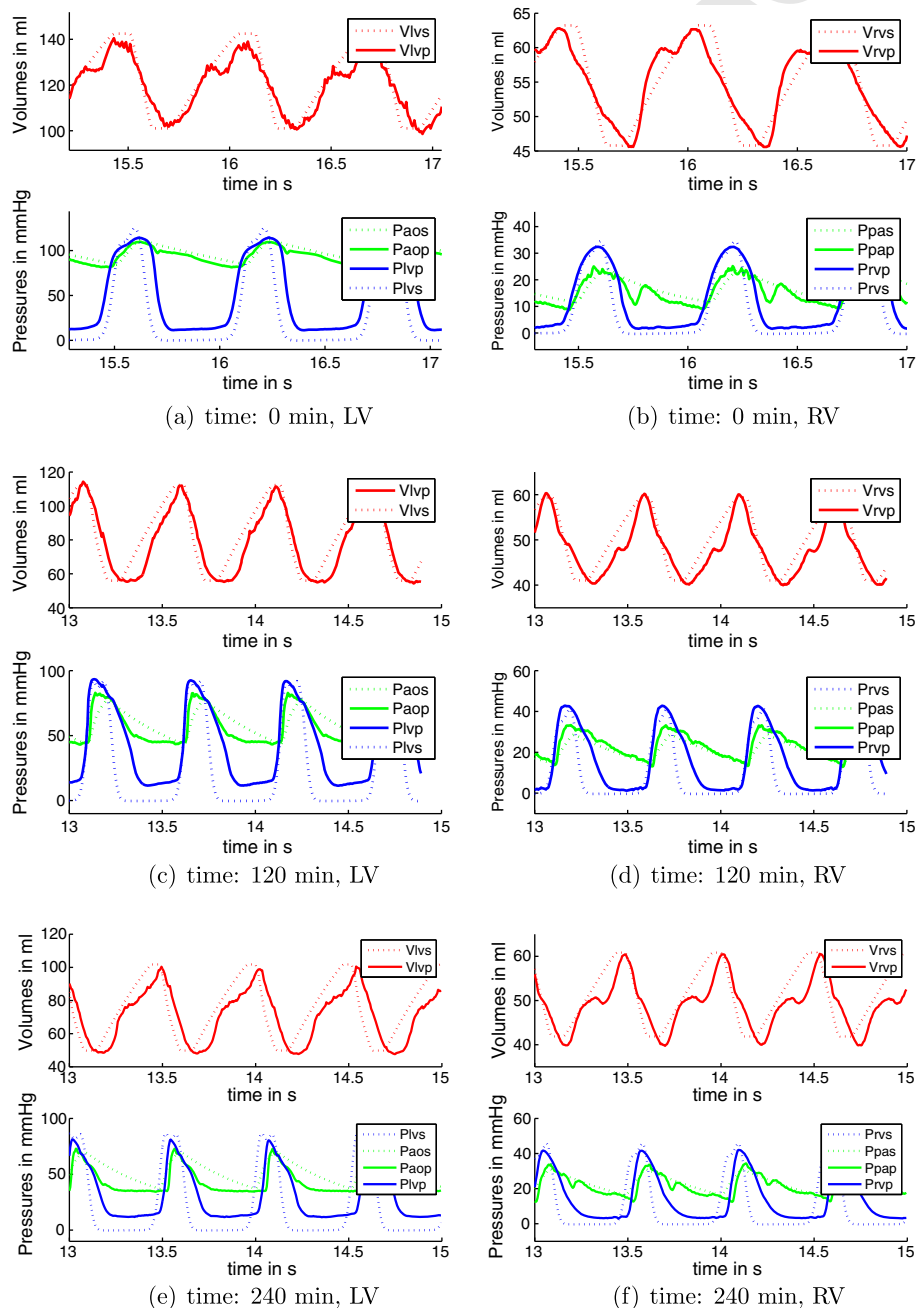 Volumes in ml
140
120
100
15.5
16
16.5
17
time in s
Vlvs
Vlvp
Pressures in mmHg
100
50
0
15.5
16
16.5
17
time in s
Paos
Paop
Plvp
Plvs
(a) time: 0 min, LV
Volumes in ml
65
60
55
50
45
15.5
16
16.5
17
time in s
Vrvs
Vrvp
Pressures in mmHg
40
30
20
10
0
15.5
16
16.5
17
time in s
Ppas
Ppap
Prvp
Prvs
(b) time: 0 min, RV
Volumes in ml
120
100
80
60
40
13
13.5
14
14.5
15
time in s
Vlvp
Vlvs
Pressures in mmHg
100
50
0
13
13.5
14
14.5
15
time in s
Paos
Paop
Plvp
Plvs
(c) time: 120 min, LV
Volumes in ml
60
50
40
13
13.5
14
14.5
15
time in s
Vrvs
Vrvp
Pressures in mmHg
60
40
20
0
13
13.5
14
14.5
15
time in s
Prvs
Ppas
Ppap
Prvp
(d) time: 120 min, RV
Volumes in ml
120
100
80
60
40
13
13.5
14
14.5
15
time in s
Vlvs
Vlvp
Pressures in mmHg
100
50
0
13
13.5
14
14.5
15
time in s
Plvs
Paos
Paop
Plvp
(e) time: 240 min, LV
Volumes in ml
60
50
40
13
13.5
14
14.5
15
time in s
Vrvs
Vrvp
Pressures in mmHg
60
40
20
0
13
13.5
14
14.5
15
time in s
Prvs
Ppas
Ppap
Prvp
(f) time: 240 min, RV